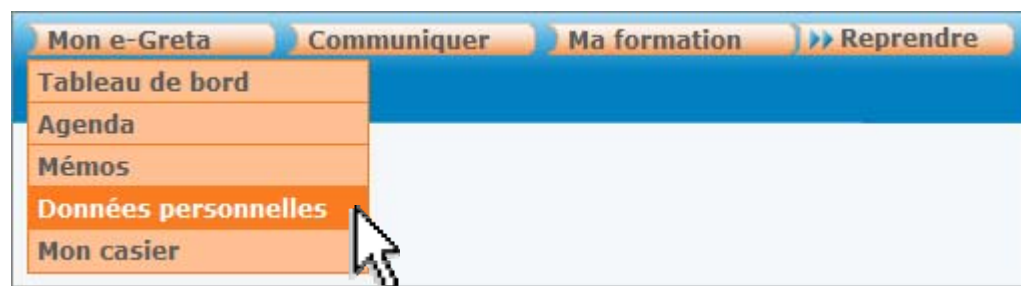 Mon e-Greta Communiquer Ma formation Reprendre
Tableau de bord
Agenda
Mémos
Données personnelles
Mon casier